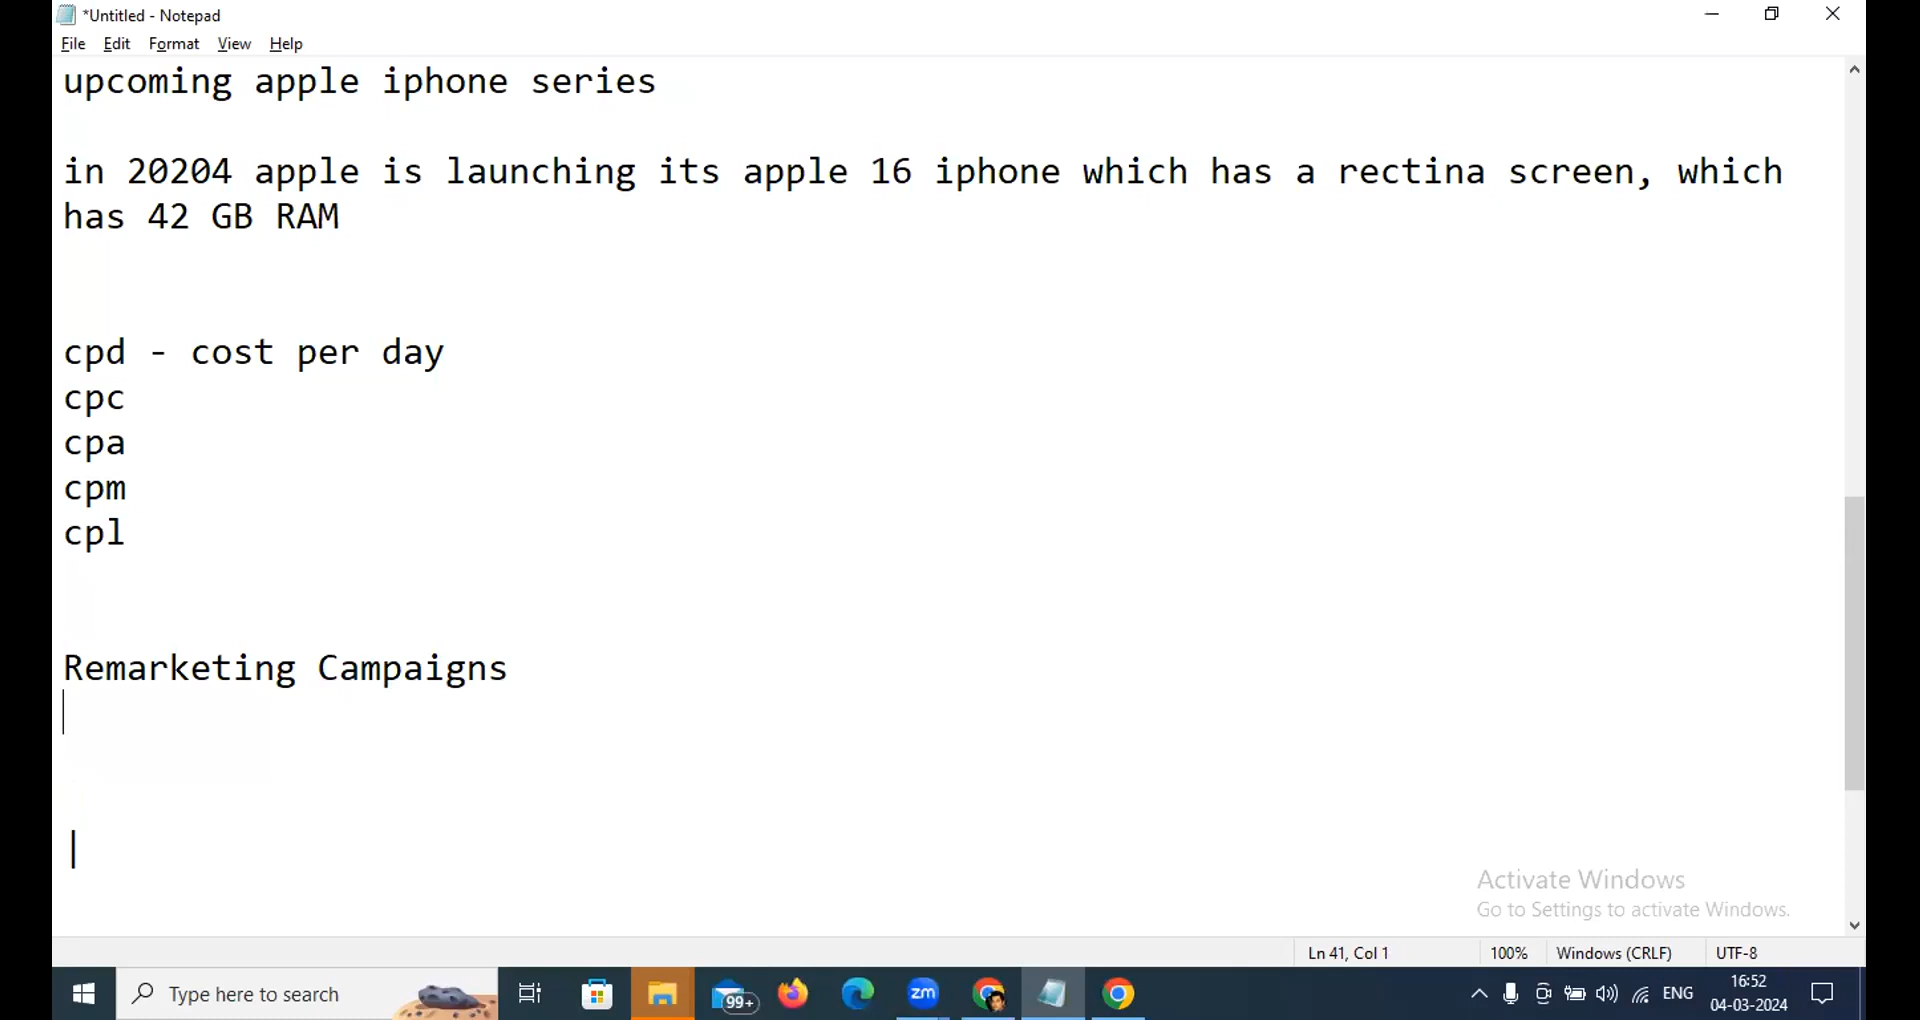 *Untitled - Notepad
File Edit Format View Help
upcoming apple iphone series
in 20204 apple is launching its apple 16 iphone which has a rectina screen, which
has 42 GB RAM
cpd - cost per day
cpc
cpa
cpm
cpl
Remarketing Campaigns
Activate Windows
Go to Settings to activate Windows.
Ln 41, Col 1
100%
Windows (CRLF)
UTF-8
Type here to search
99+
zm
ENG
16:52
04-03-2024